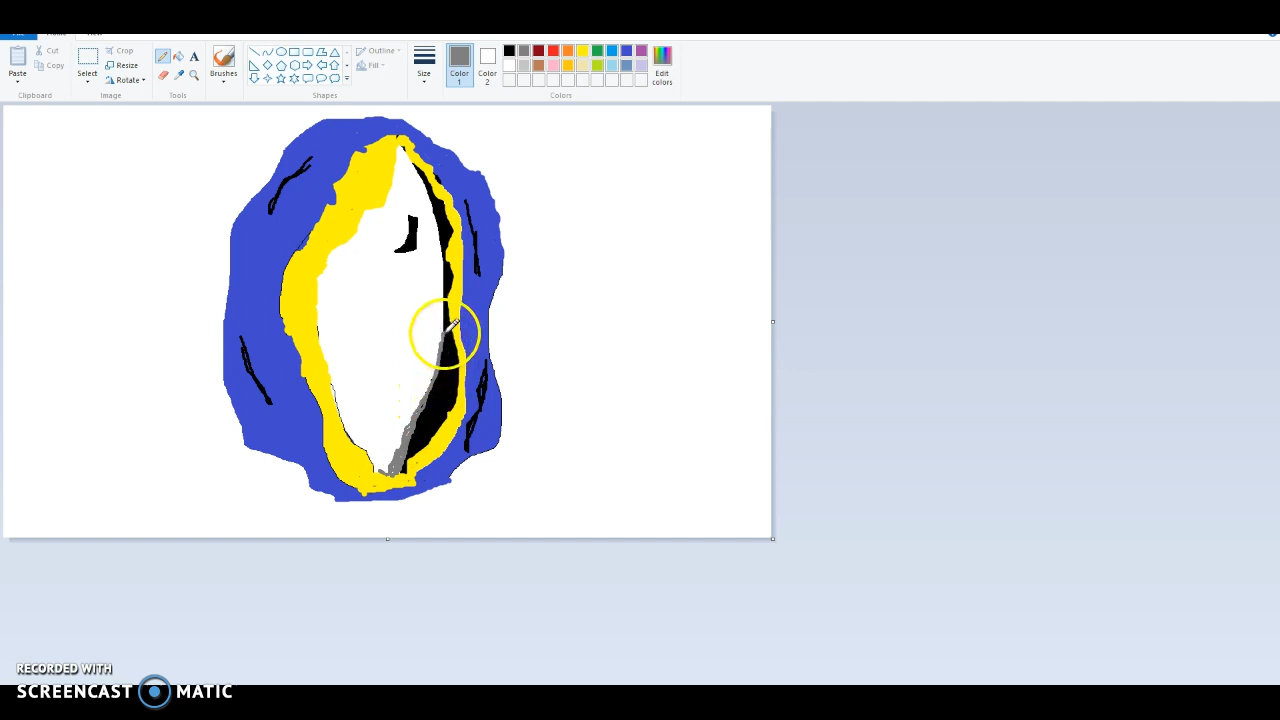 Cut
Crop
Outline
Paste
Copy
Select
Resize
Rotate
A
Brushes
Fill
Size
Color
1
Color
2
Edit
colors
Clipboard
Image
Tools
Shapes
Colors
RECORDED WITH
SCREENCAST MATIC